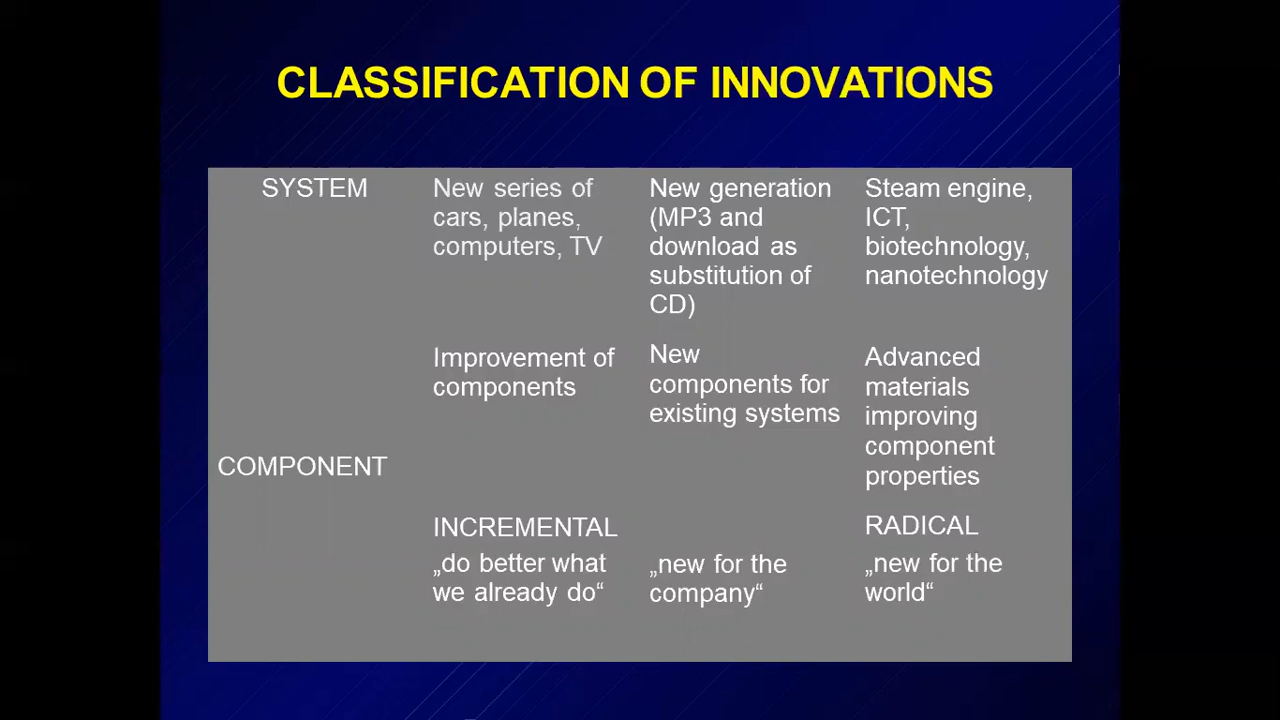 CLASSIFICATION OF INNOVATIONS
SYSTEM
New series of
cars, planes,
computers, TV
New generation
(MP3 and
download as
substitution of
CD)
Steam engine,
ICT,
biotechnology,
nanotechnology
COMPONENT
Improvement of
components
New
components for
existing systems
Advanced
materials
improving
component
properties
INCREMENTAL
„do better what
we already do“
„new for the
company“
RADICAL
„new for the
world“